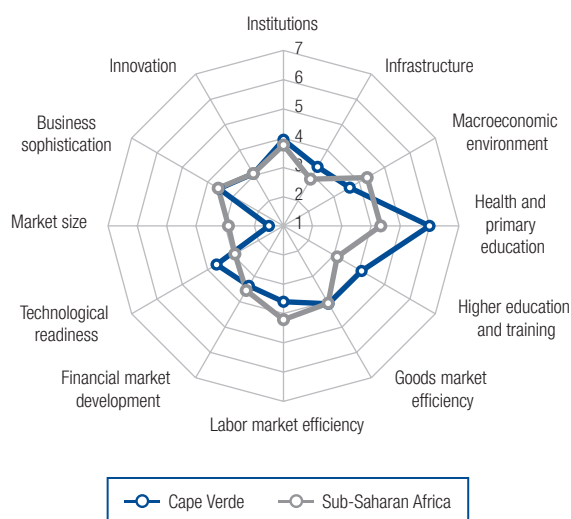 Institutions
7
6
5
4
3
2
1
Infrastructure
Macroeconomic
environment
Health and
primary
education
Higher education
and training
Goods market
efficiency
Labor market efficiency
Financial market
development
Technological
readiness
Market size
Business
sophistication
Innovation
Cape Verde
Sub-Saharan Africa